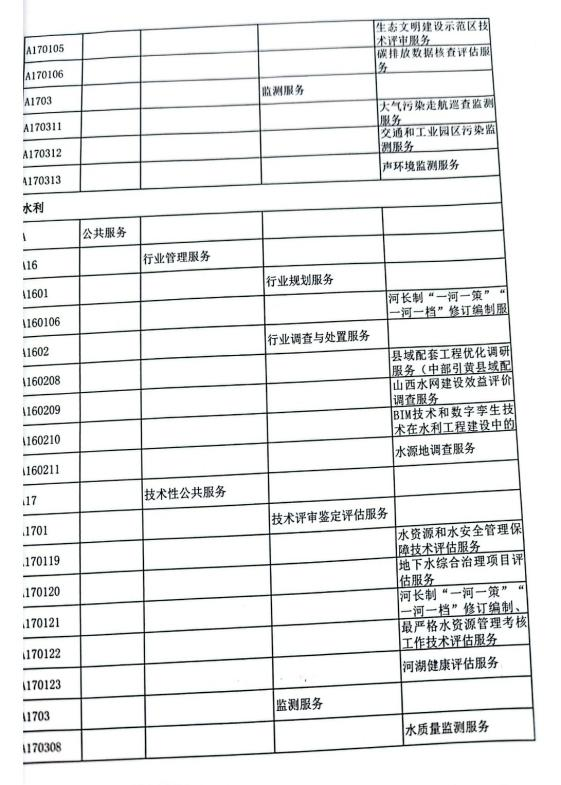 生态文明建设示范区技
A170105
术评审服务
碳排放数据核查评估服
A170106
务
A1703
监测服务
大气污染走航巡查监测
A170311
服务
交通和工业园区污染监
A170312
测服务
A170313
声环境监测服务
水利
A
公共服务
A16
行业管理服务
A1601
行业规划服务
河长制“一河一策”“
A160106
一河一档”修订编制服
A1602
行业调查与处置服务
县域配套工程优化调研
A160208
服务（中部引黄县域配
山西水网建设效益评价
A160209
调查服务
BIM技术和数字孪生技
A160210
术在水利工程建设中的
A160211
水源地调查服务
A17
技术性公共服务
A1701
技术评审鉴定评估服务
水资源和水安全管理保
A170119
障技术评估服务
地下水综合治理项目评
A170120
估服务
河长制“一河一策”“
A170121
一河一档”修订编制、
最严格水资源管理考核
A170122
工作技术评估服务
A170123
河湖健康评估服务
A1703
监测服务
A170308
水质量监测服务